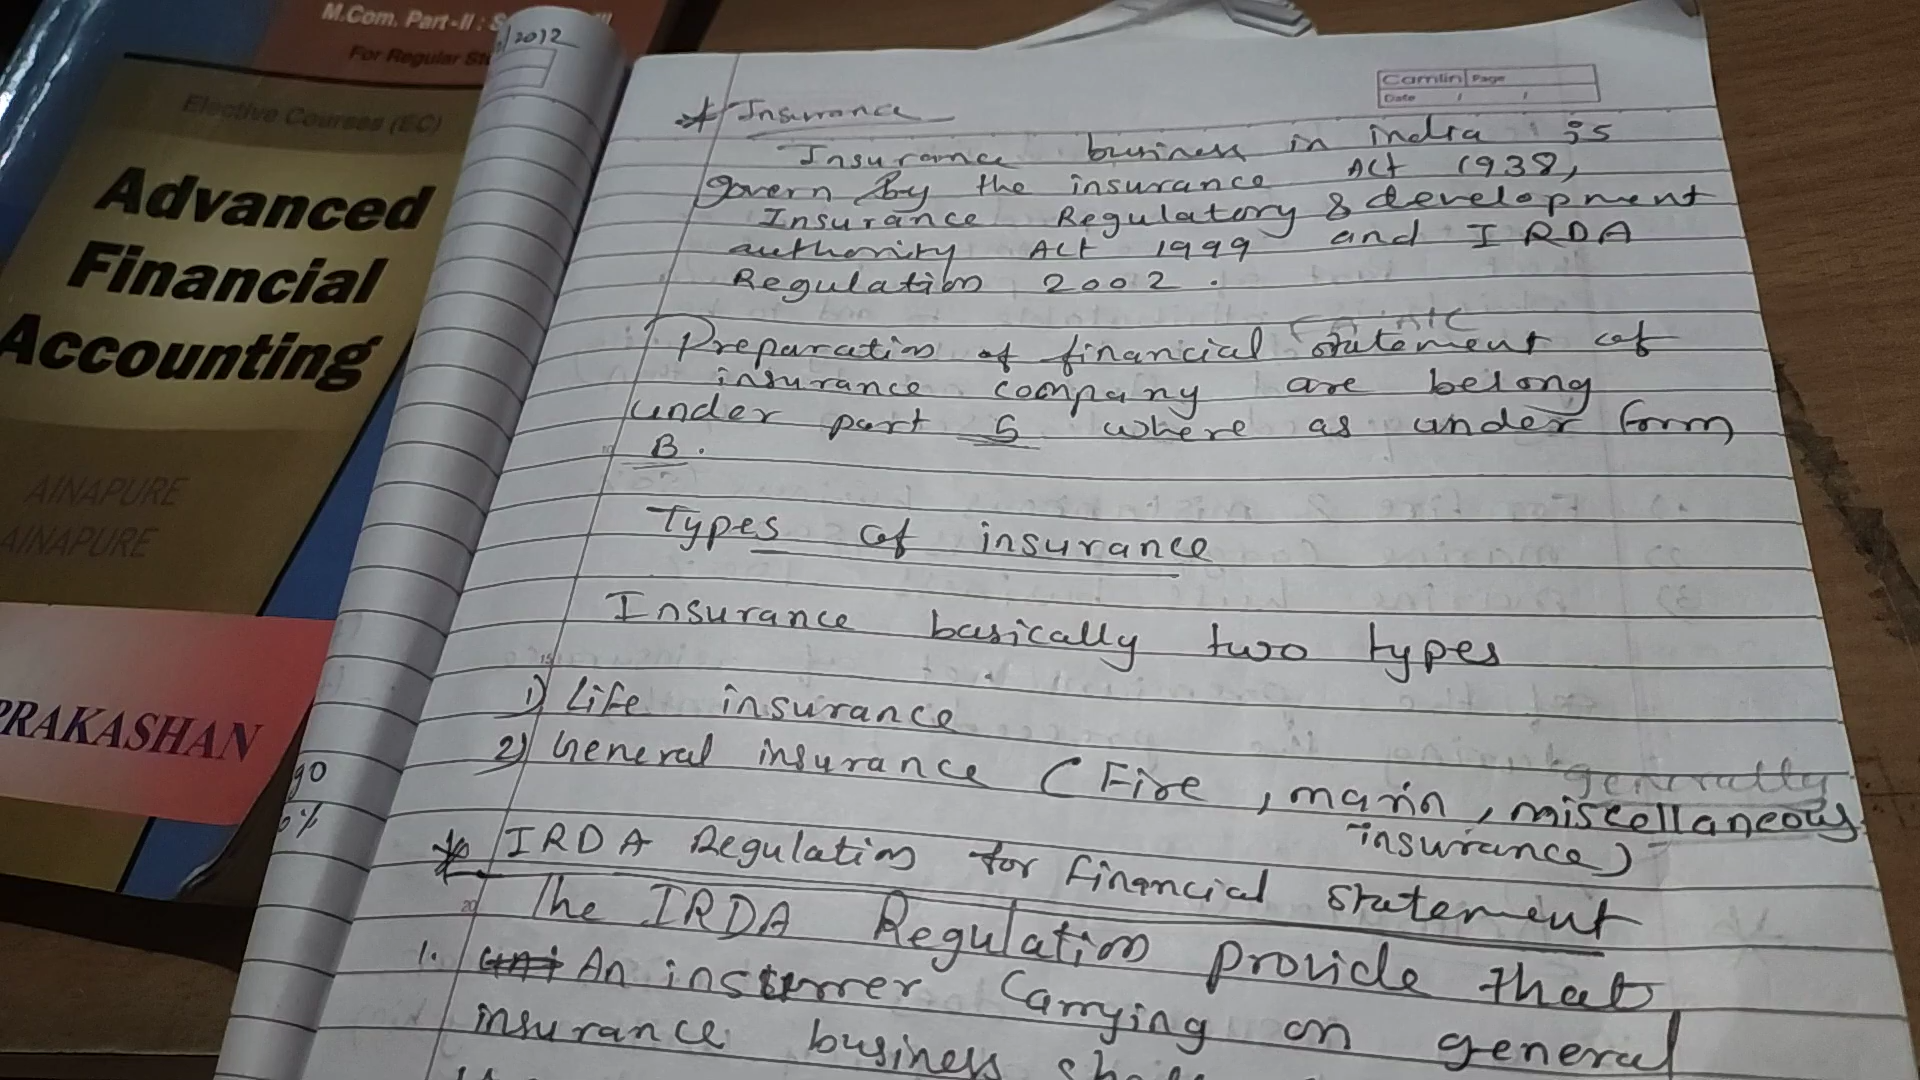 M.Com. Part-II :
For Regular
Elective Courses (EC)
Advanced
Financial
Accounting
AINAPURE
AINAPURE
PRAKASHAN
/2012
90
%
Camlin Page
Date / /
* Insurance
Insurance business in india is
govern by the insurance Act 1938,
Insurance Regulatory & development
authority Act 1999 and IRDA
Regulation 2002.
Preparation of financial statement of
insurance company are belong
under part 5 where as under form
B.
Types of insurance
Insurance basically two types
1) Life insurance
2) General insurance (Fire, marin, miscellaneous
insurance)
* IRDA Regulation for financial statement
The IRDA Regulation provide that
1. An insurer Carrying on general
insurance business